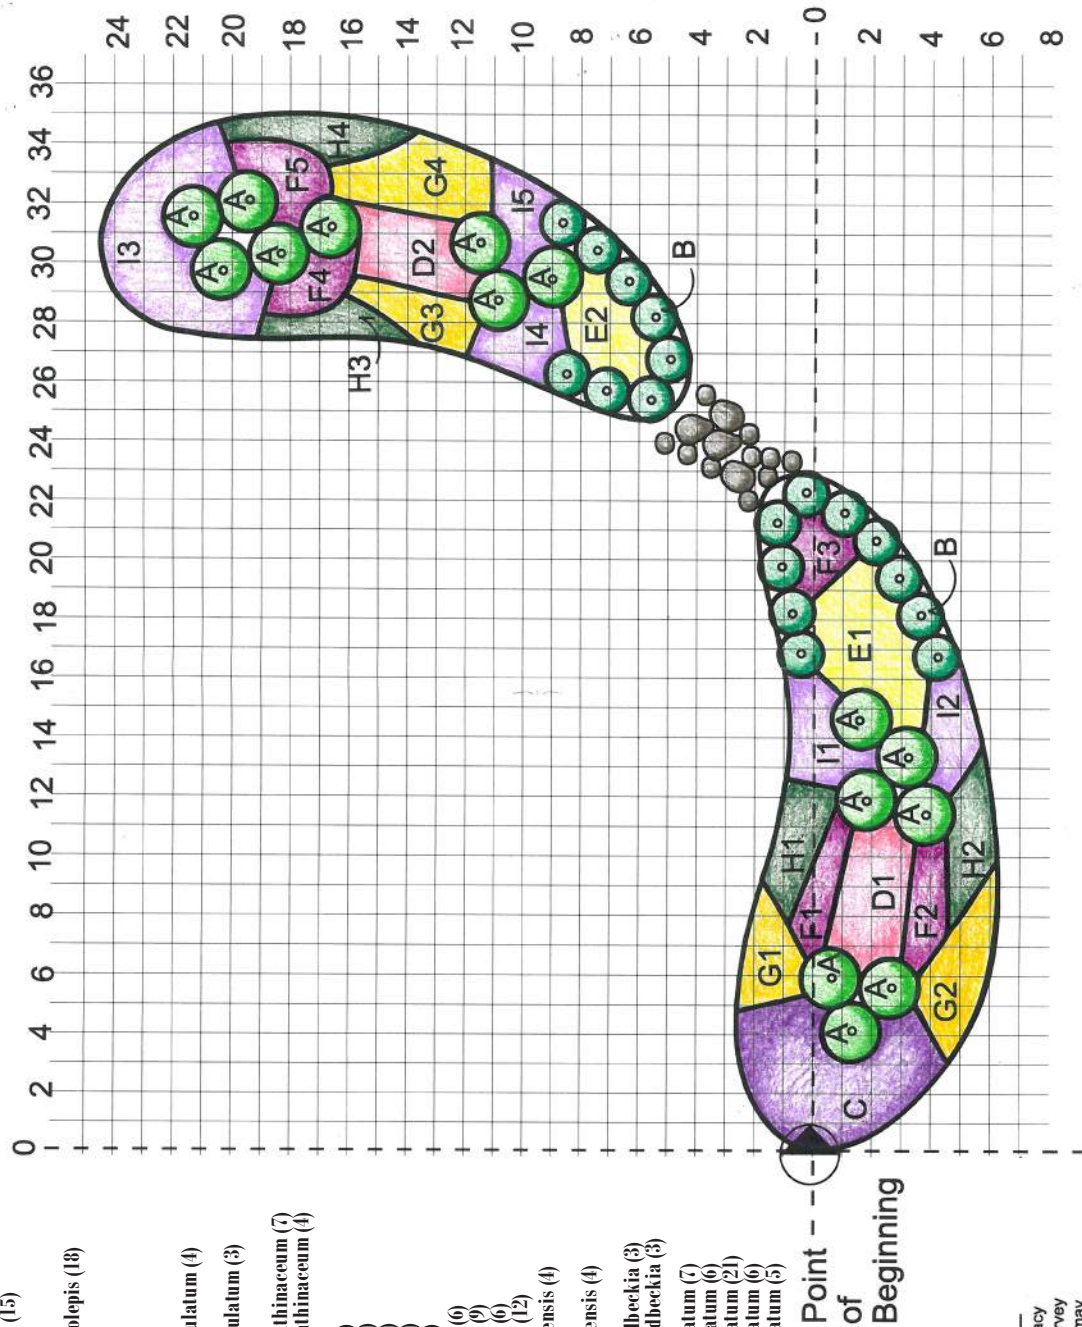 24 22 20 18 16 14 12 10 8 6 4 2 0 2 4 6 8
36
34
32
30
28
26
24
22
20
18
16
14
12
10
8
6
4
2
0
I3
A A A A A
F5
H4
F4
H3
G4
D2
G3
A A A
I5
I4
E2
B
F3
B
E1
I1
I2
A A A A
H1
H2
F1
D1
F2
G1
G2
A A A
C
Point
of
Beginning
(15)
olepis (18)
ulatum (4)
ulatum (3)
thinaceum (7)
thinaceum (4)
(6)
(9)
(6)
(12)
ensis (4)
ensis (4)
lbeckia (3)
dbeckia (3)
atum (7)
atum (6)
atum (21)
atum (6)
atum (5)
acy
rvey
may